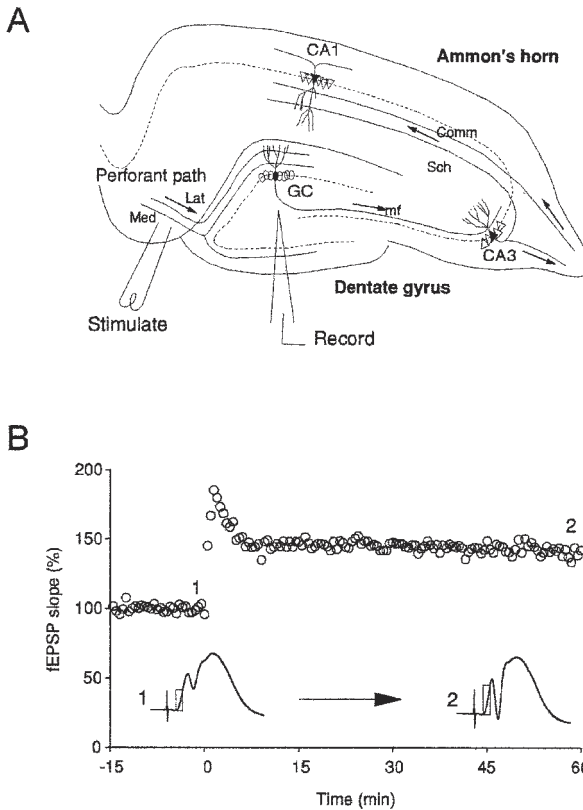 A
CA1
Ammon's horn
Comm
Sch
Perforant path
Lat
GC
Med
mf
CA3
Dentate gyrus
Stimulate
Record
B
200
150
100
50
0
fEPSP slope (%)
1
2
1
2
-15
0
15
30
45
60
Time (min)